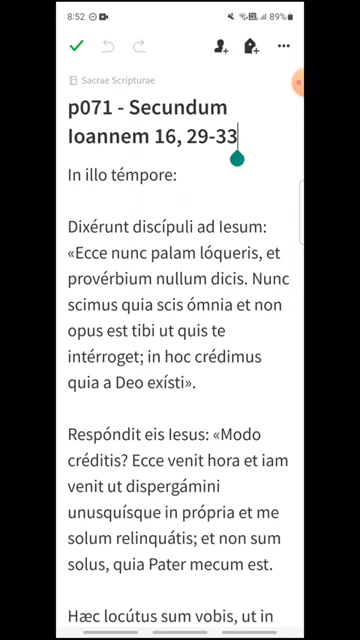 8:52
89%
Sacrae Scripturae
p071 - Secundum
Ioannem 16, 29-33
In illo témpore:
Dixérunt discípuli ad Iesum:
«Ecce nunc palam lóqueris, et
provérbium nullum dicis. Nunc
scimus quia scis ómnia et non
opus est tibi ut quis te
intérroget; in hoc crédimus
quia a Deo exísti».
Respóndit eis Iesus: «Modo
créditis? Ecce venit hora et iam
venit ut dispergámini
unusquísque in própria et me
solum relinquátis; et non sum
solus, quia Pater mecum est.
Hæc locútus sum vobis, ut in